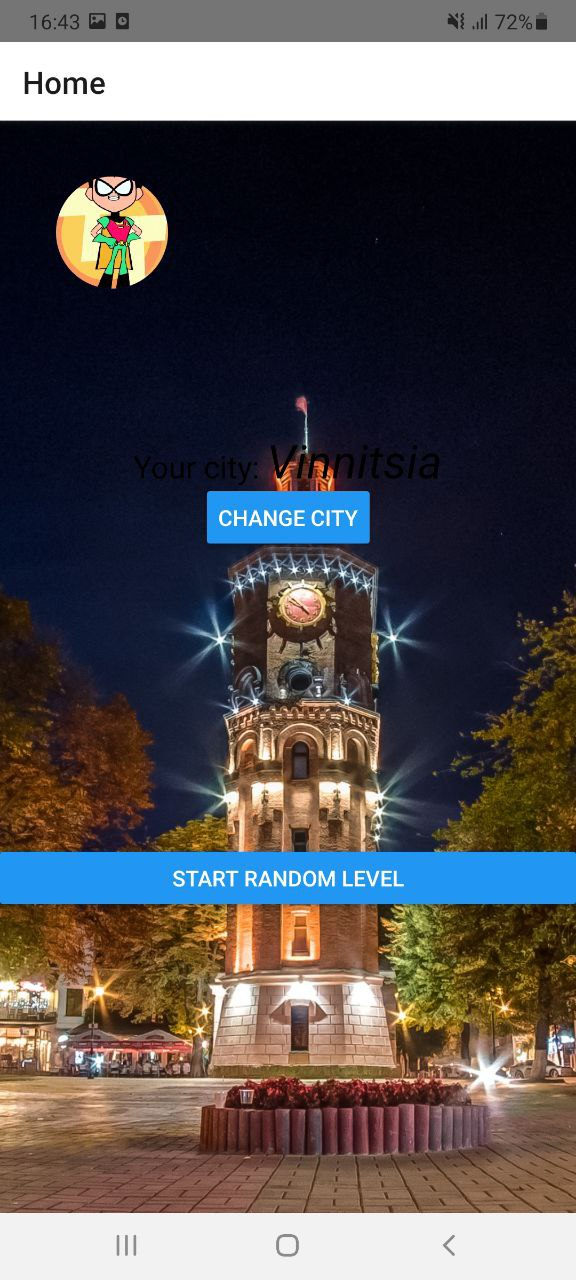 16:43 72%
Home
Your city: Vinnitsia
CHANGE CITY
START RANDOM LEVEL